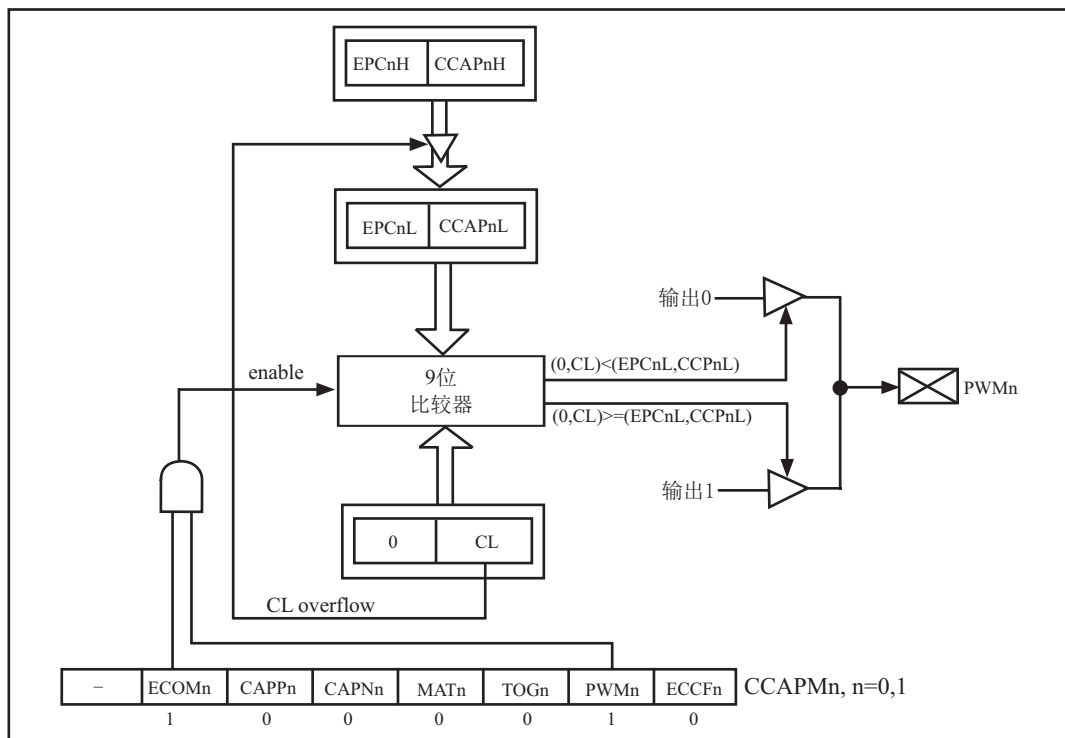 EPCnH CCAPnH
EPCnL CCAPnL
输出0
(0,CL)<(EPCnL,CCPnL)
enable
9位
比较器
PWMn
(0,CL)>=(EPCnL,CCPnL)
输出1
0 CL
CL overflow
– ECOMn CAPPn CAPNn MATn TOGn PWMn ECCFn CCAPMn, n=0,1
1 0 0 0 0 1 0